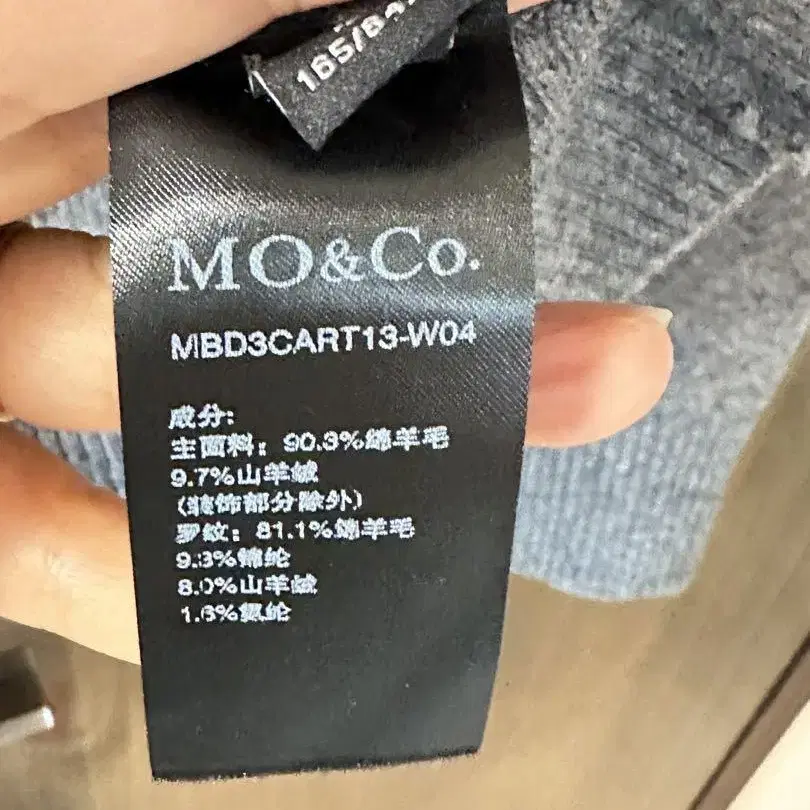 165/84
MO&Co.
MBD3CART13-W04
成分:
主面料: 90.3%绵羊毛
9.7%山羊绒
(装饰部分除外)
罗纹: 81.1%绵羊毛
9.3%锦纶
8.0%山羊绒
1.6%氨纶